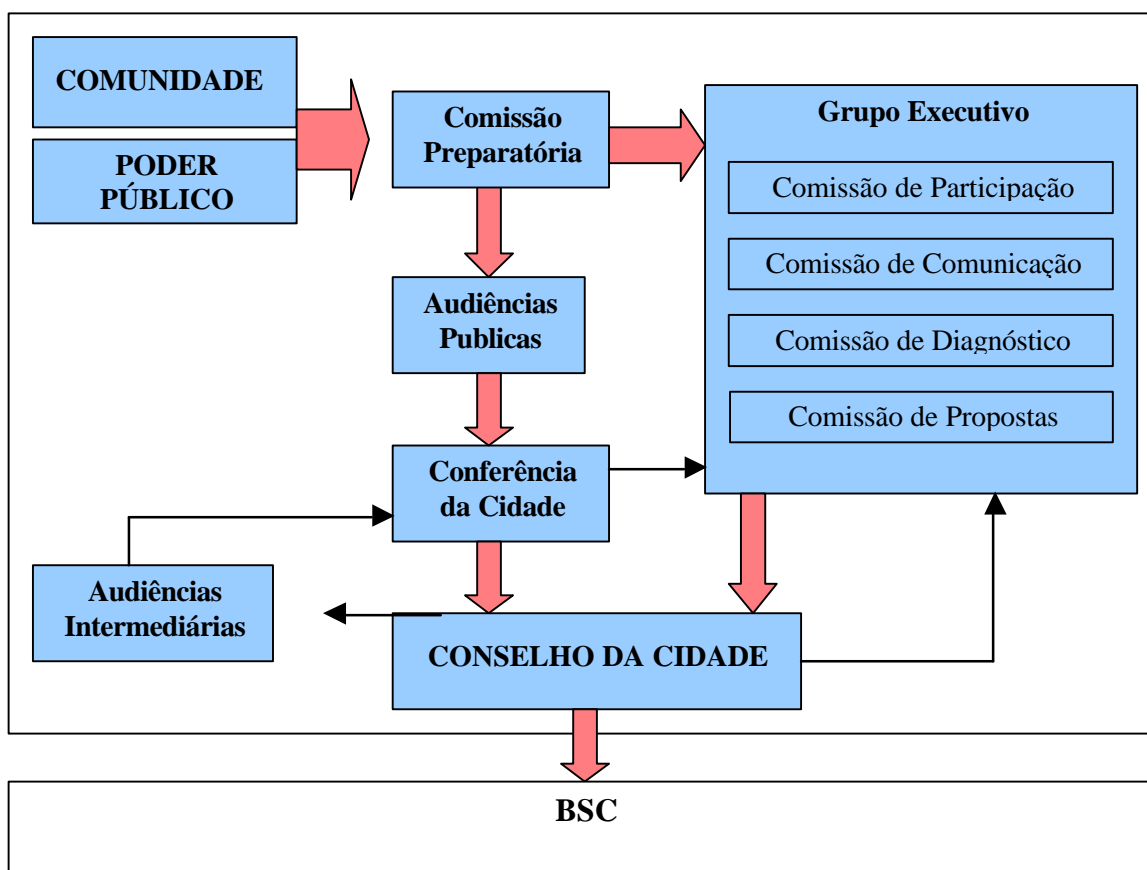 COMUNIDADE
PODER
PÚBLICO
Comissão
Preparatória
Grupo Executivo
Comissão de Participação
Comissão de Comunicação
Comissão de Diagnóstico
Comissão de Propostas
Audiências
Publicas
Conferência
da Cidade
Audiências
Intermediárias
CONSELHO DA CIDADE
BSC